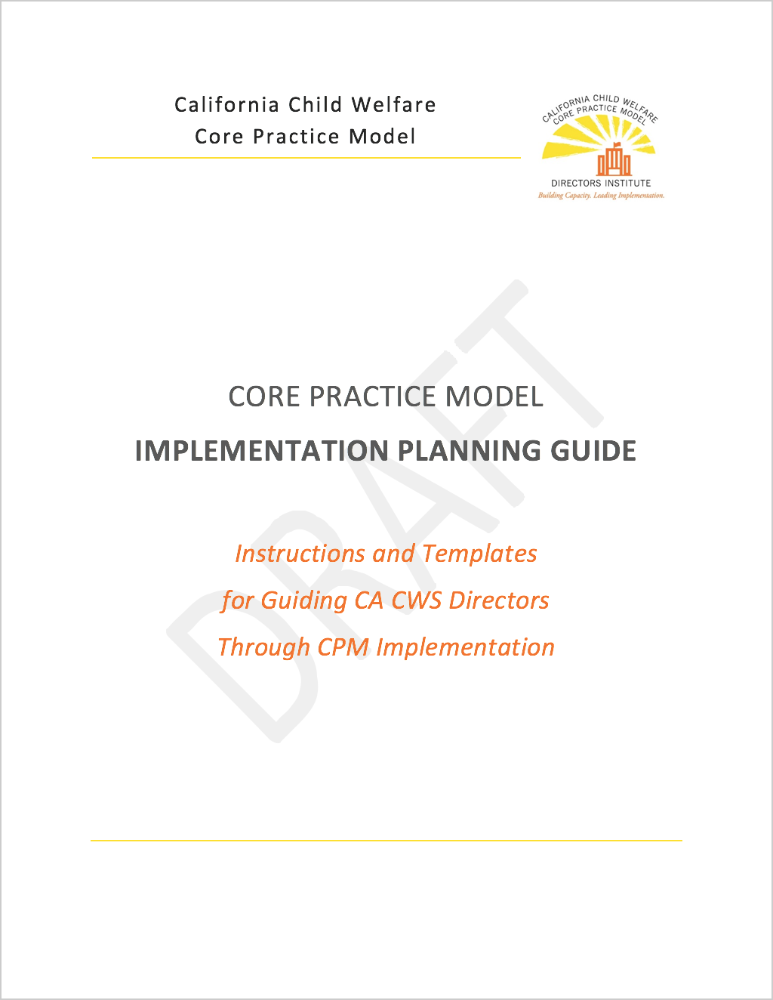 California Child Welfare
Core Practice Model
CALIFORNIA CHILD WELFARE
CORE PRACTICE MODEL
DIRECTORS INSTITUTE
Building Capacity. Leading Implementation.
CORE PRACTICE MODEL
IMPLEMENTATION PLANNING GUIDE
DRAFT
Instructions and Templates
for Guiding CA CWS Directors
Through CPM Implementation